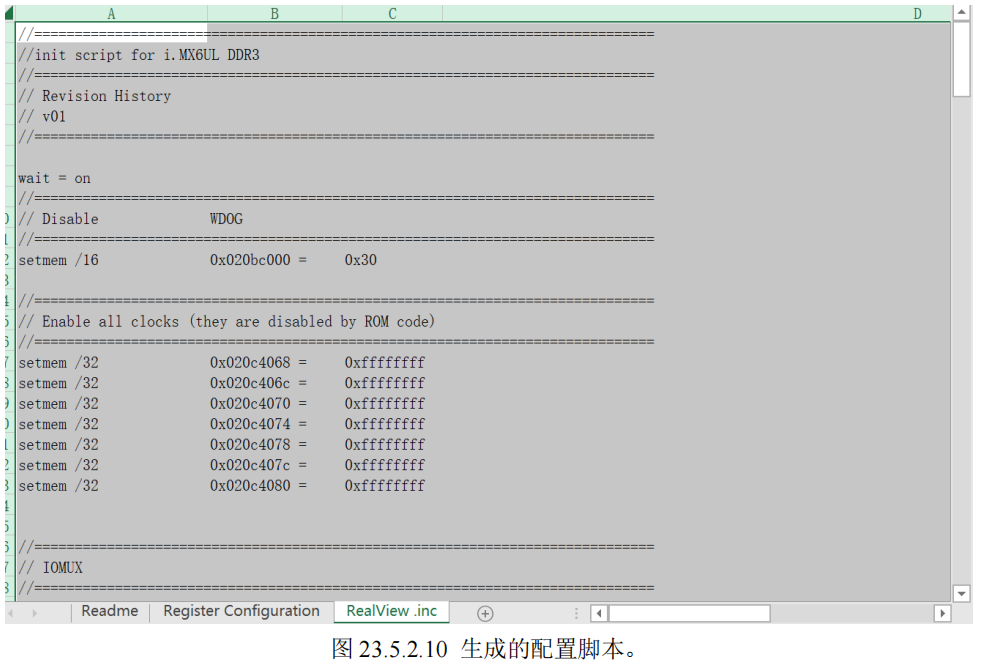 A B C D
//=============================================================================
//init script for i.MX6UL DDR3
//=============================================================================
// Revision History
// v01
//=============================================================================
wait = on
//=============================================================================
// Disable WDOG
//=============================================================================
setmem /16 0x020bc000 = 0x30
//=============================================================================
// Enable all clocks (they are disabled by ROM code)
//=============================================================================
setmem /32 0x020c4068 = 0xffffffff
setmem /32 0x020c406c = 0xffffffff
setmem /32 0x020c4070 = 0xffffffff
setmem /32 0x020c4074 = 0xffffffff
setmem /32 0x020c4078 = 0xffffffff
setmem /32 0x020c407c = 0xffffffff
setmem /32 0x020c4080 = 0xffffffff
//=============================================================================
// IOMUX
//=============================================================================
Readme Register Configuration RealView .inc
图 23.5.2.10 生成的配置脚本。